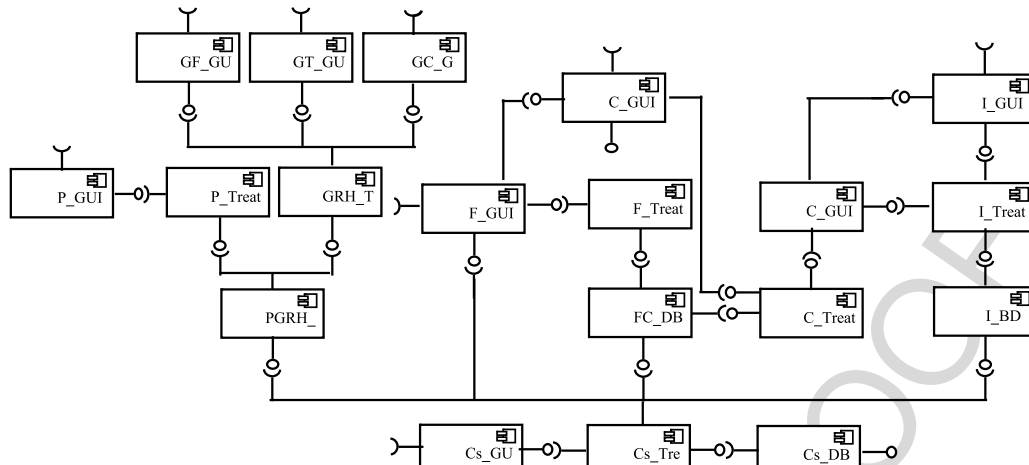 GF_GU
GT_GU
GC_G
C_GUI
I_GUI
P_GUI
P_Treat
GRH_T
F_GUI
F_Treat
C_GUI
I_Treat
PGRH_
FC_DB
C_Treat
I_BD
Cs_GU
Cs_Tre
Cs_DB